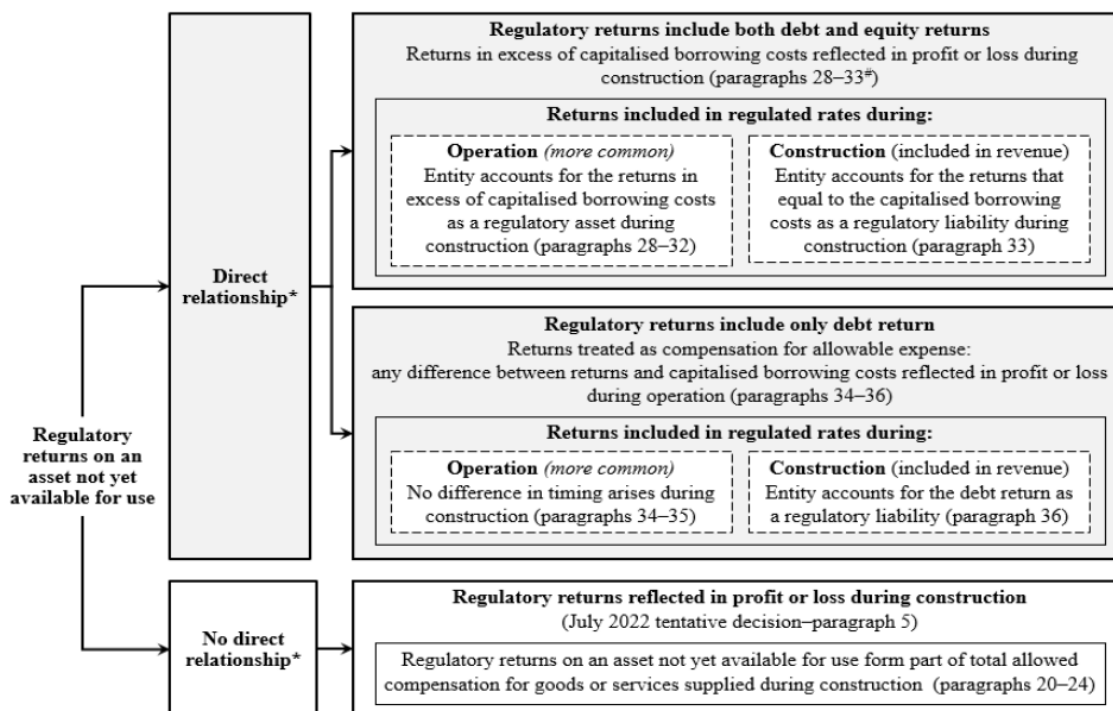 Regulatory returns on an
asset not yet
available for use
Direct
relationship*
Regulatory returns include both debt and equity returns
Returns in excess of capitalised borrowing costs reflected in profit or loss during
construction (paragraphs 28–33#)
Returns included in regulated rates during:
Operation (more common)
Entity accounts for the returns in
excess of capitalised borrowing costs
as a regulatory asset during
construction (paragraphs 28–32)
Construction (included in revenue)
Entity accounts for the returns that
equal to the capitalised borrowing
costs as a regulatory liability during
construction (paragraph 33)
Regulatory returns include only debt return
Returns treated as compensation for allowable expense:
any difference between returns and capitalised borrowing costs reflected in profit or loss
during operation (paragraphs 34–36)
Returns included in regulated rates during:
Operation (more common)
No difference in timing arises during
construction (paragraphs 34–35)
Construction (included in revenue)
Entity accounts for the debt return as
a regulatory liability (paragraph 36)
No direct
relationship*
Regulatory returns reflected in profit or loss during construction
(July 2022 tentative decision–paragraph 5)
Regulatory returns on an asset not yet available for use form part of total allowed
compensation for goods or services supplied during construction (paragraphs 20–24)